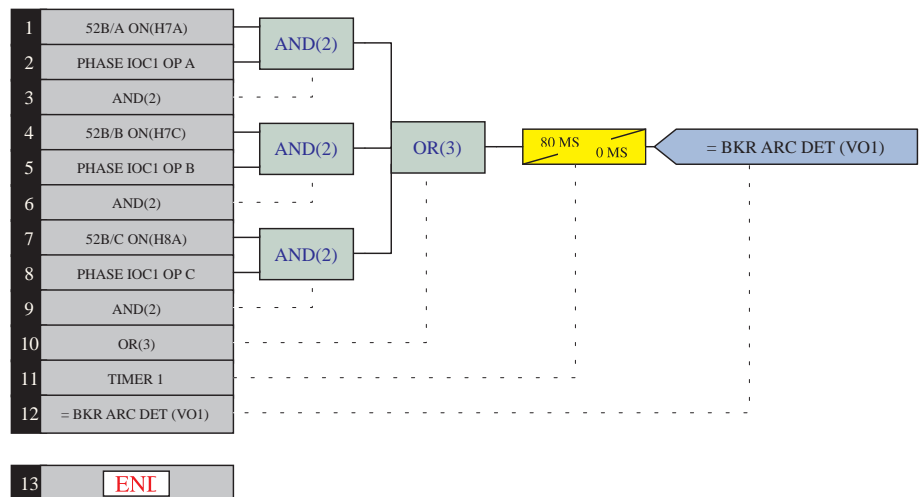 1 52B/A ON(H7A)
2 PHASE IOC1 OP A
3 AND(2)
4 52B/B ON(H7C)
5 PHASE IOC1 OP B
6 AND(2)
7 52B/C ON(H8A)
8 PHASE IOC1 OP C
9 AND(2)
10 OR(3)
11 TIMER 1
12 = BKR ARC DET (VO1)
13 END
AND(2)
AND(2)
AND(2)
OR(3)
80 MS
0 MS
= BKR ARC DET (VO1)